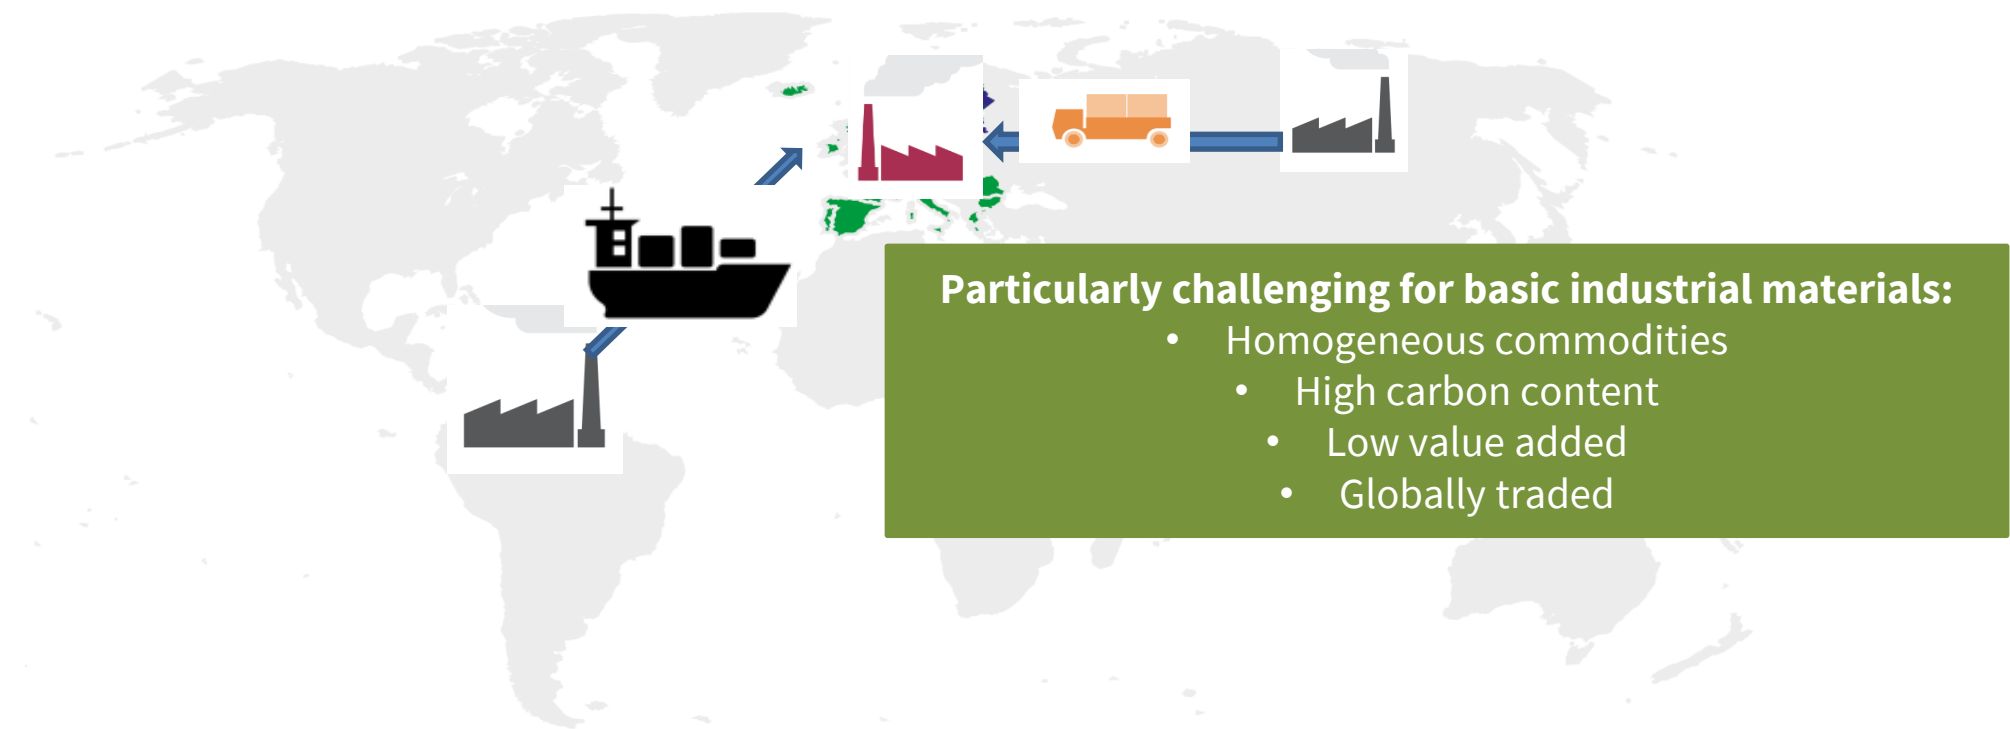 Particularly challenging for basic industrial materials:
• Homogeneous commodities
• High carbon content
• Low value added
• Globally traded